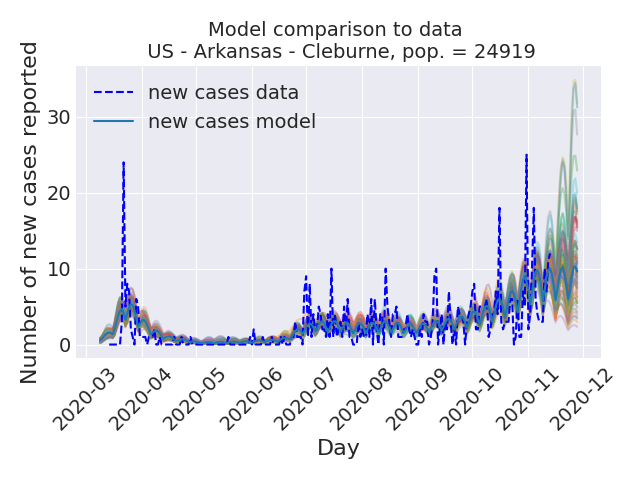 Model comparison to data
US - Arkansas - Cleburne, pop. = 24919
Number of new cases reported
new cases data
new cases model
30
20
10
0
2020-03
2020-04
2020-05
2020-06
2020-07
2020-08
2020-09
2020-10
2020-11
2020-12
Day